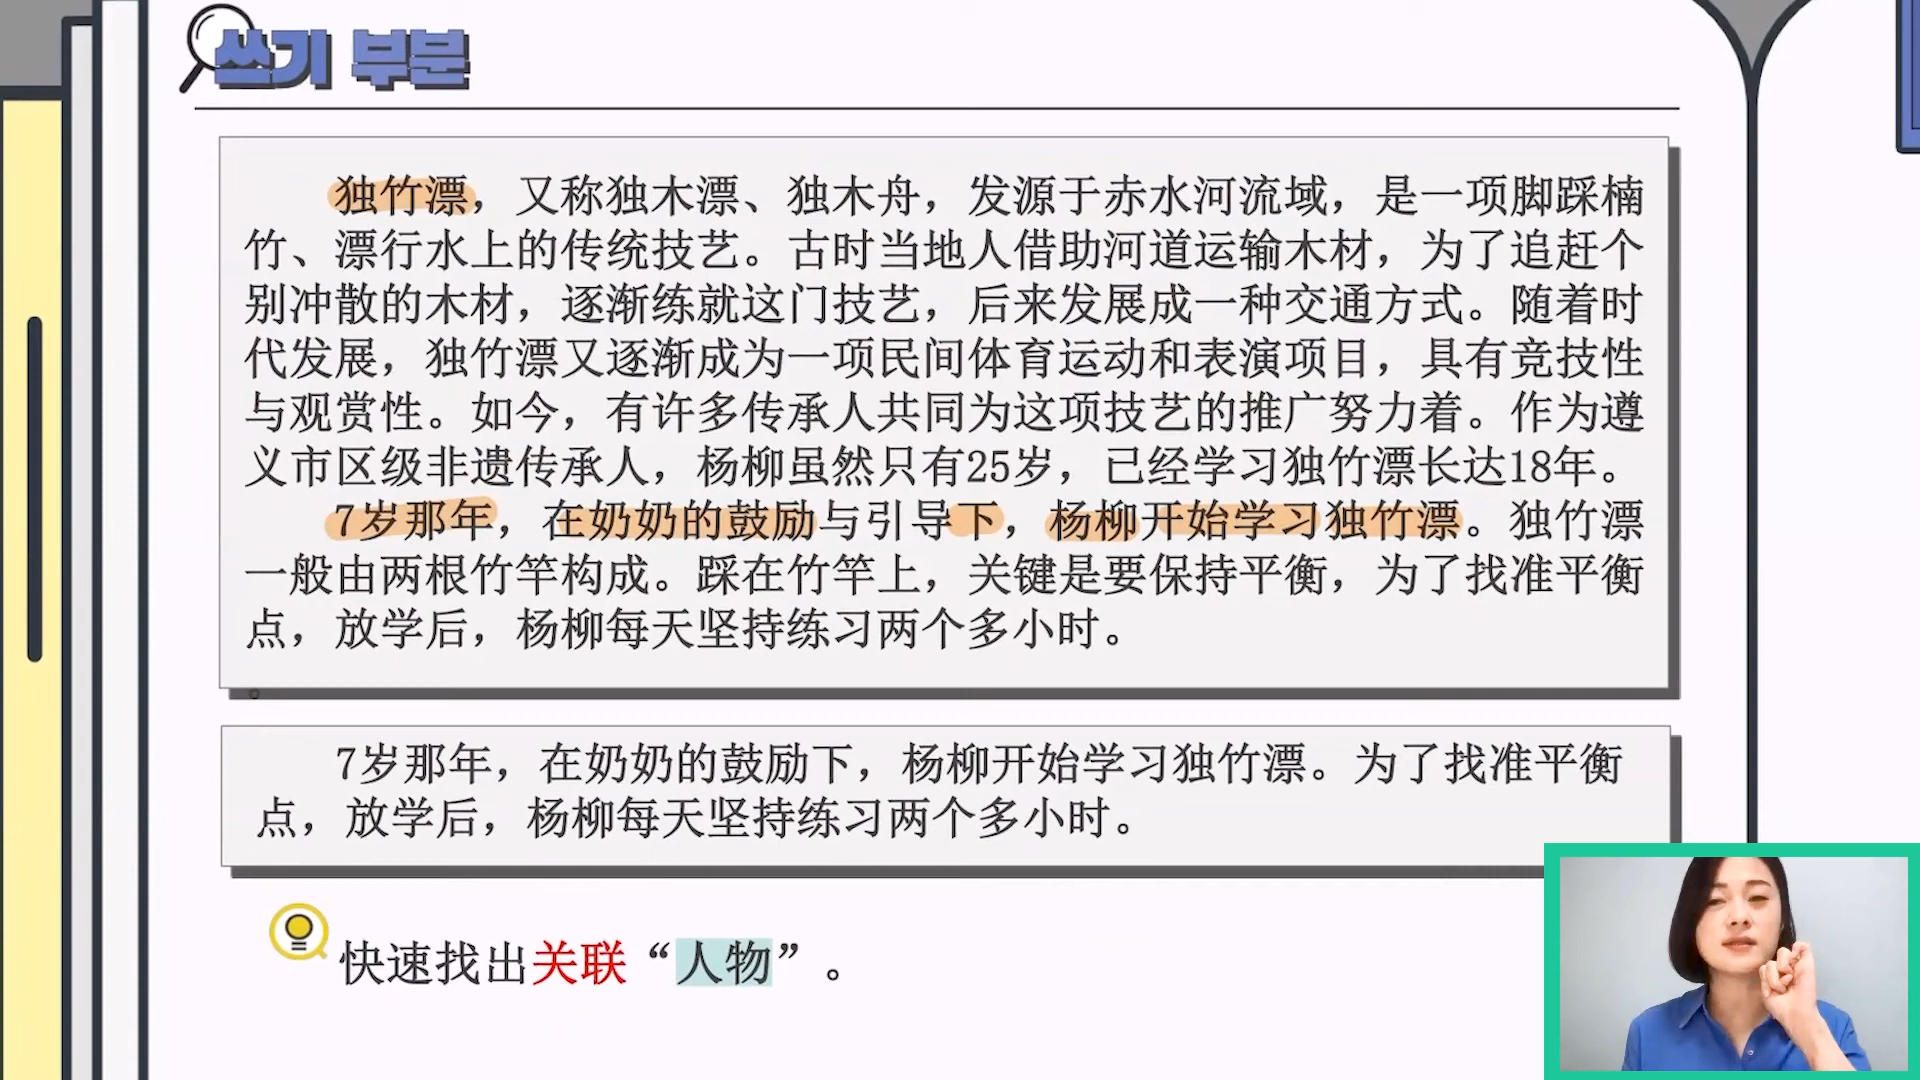 쓰기 부분
独竹漂，又称独木漂、独木舟，发源于赤水河流域，是一项脚踩楠
竹、漂行水上的传统技艺。古时当地人借助河道运输木材，为了追赶个
别冲散的木材，逐渐练就这门技艺，后来发展成一种交通方式。随着时
代发展，独竹漂又逐渐成为一项民间体育运动和表演项目，具有竞技性
与观赏性。如今，有许多传承人共同为这项技艺的推广努力着。作为遵
义市区级非遗传承人，杨柳虽然只有25岁，已经学习独竹漂长达18年。
7岁那年，在奶奶的鼓励与引导下，杨柳开始学习独竹漂。独竹漂
一般由两根竹竿构成。踩在竹竿上，关键是要保持平衡，为了找准平衡
点，放学后，杨柳每天坚持练习两个多小时。
。
7岁那年，在奶奶的鼓励下，杨柳开始学习独竹漂。为了找准平衡
点，放学后，杨柳每天坚持练习两个多小时。
快速找出关联“人物”。